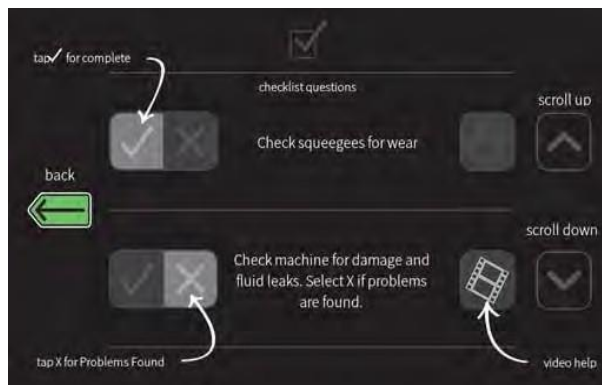 tap✓ for complete
checklist questions
scroll up
Check squeegees for wear
back
scroll down
Check machine for damage and
fluid leaks. Select X if problems
are found.
tap X for Problems Found
video help